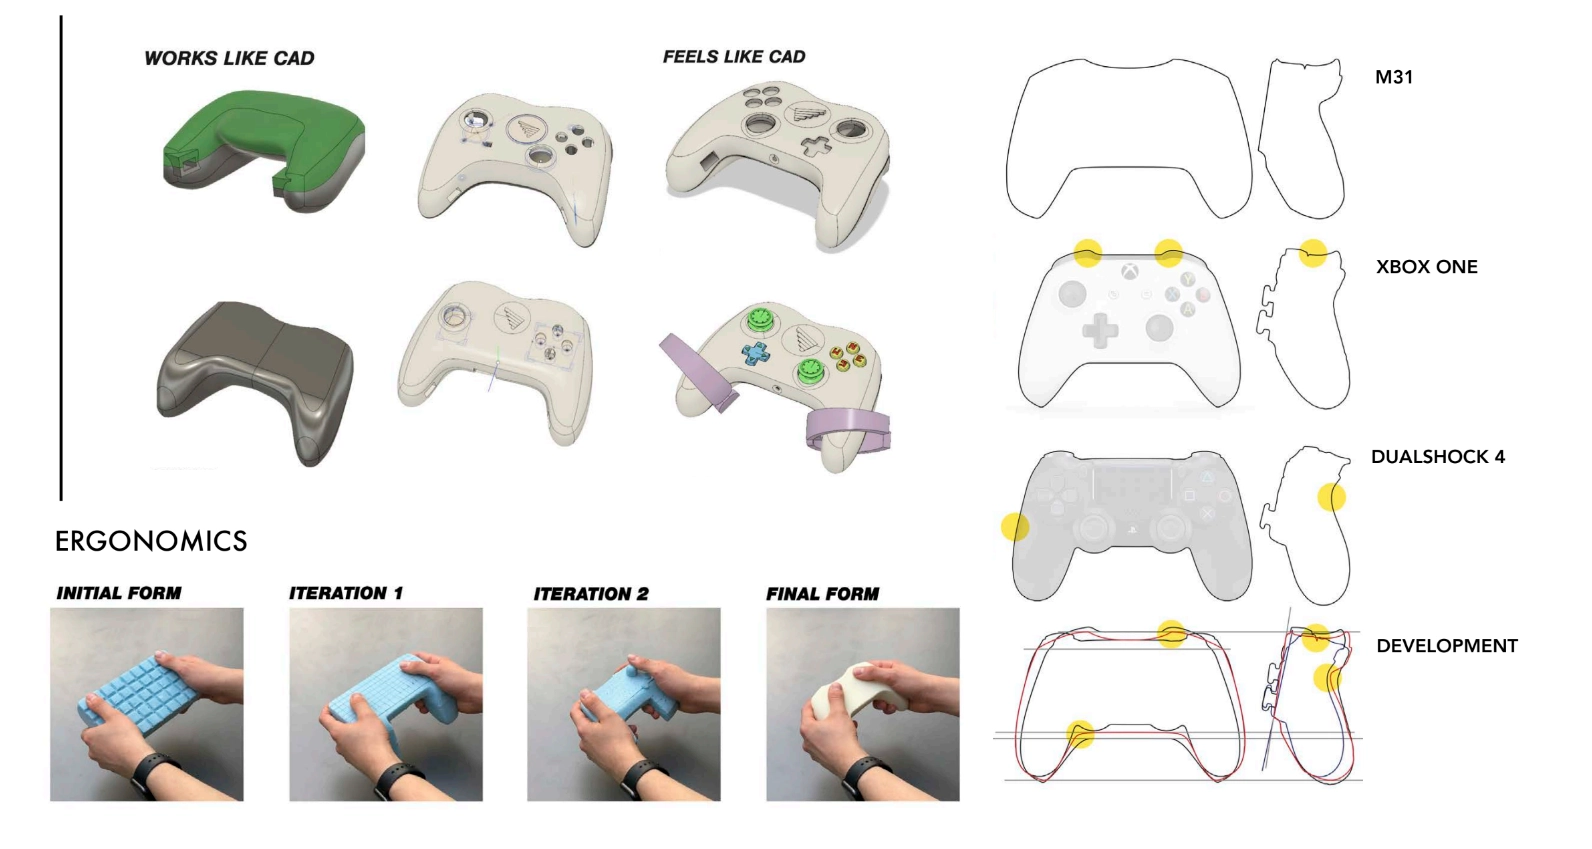 WORKS LIKE CAD
FEELS LIKE CAD
M31
XBOX ONE
Y
X
B
A
DUALSHOCK 4
ERGONOMICS
INITIAL FORM
ITERATION 1
ITERATION 2
FINAL FORM
DEVELOPMENT